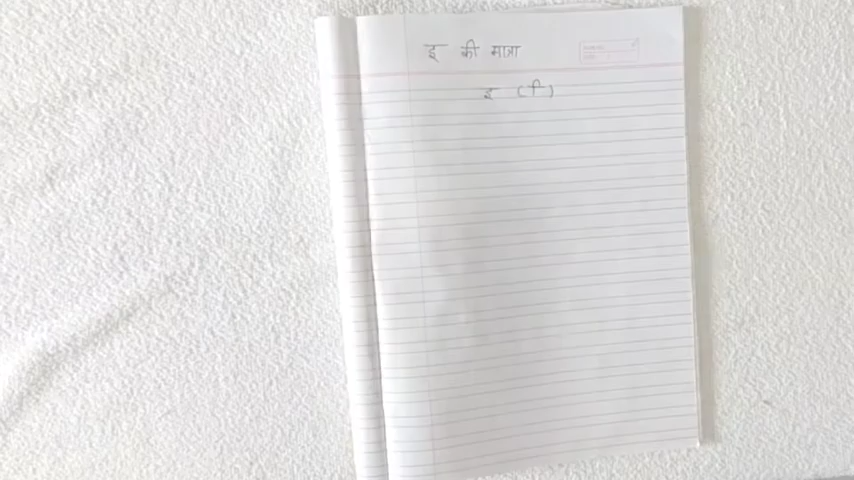 इ की मात्रा
इ (ि)